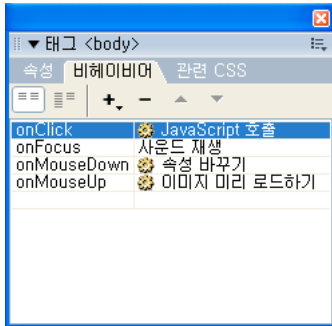 태그 <body>
속성 비헤이비어 관련 CSS
onClick JavaScript 호출
onFocus 사운드 재생
onMouseDown 속성 바꾸기
onMouseUp 이미지 미리 로드하기